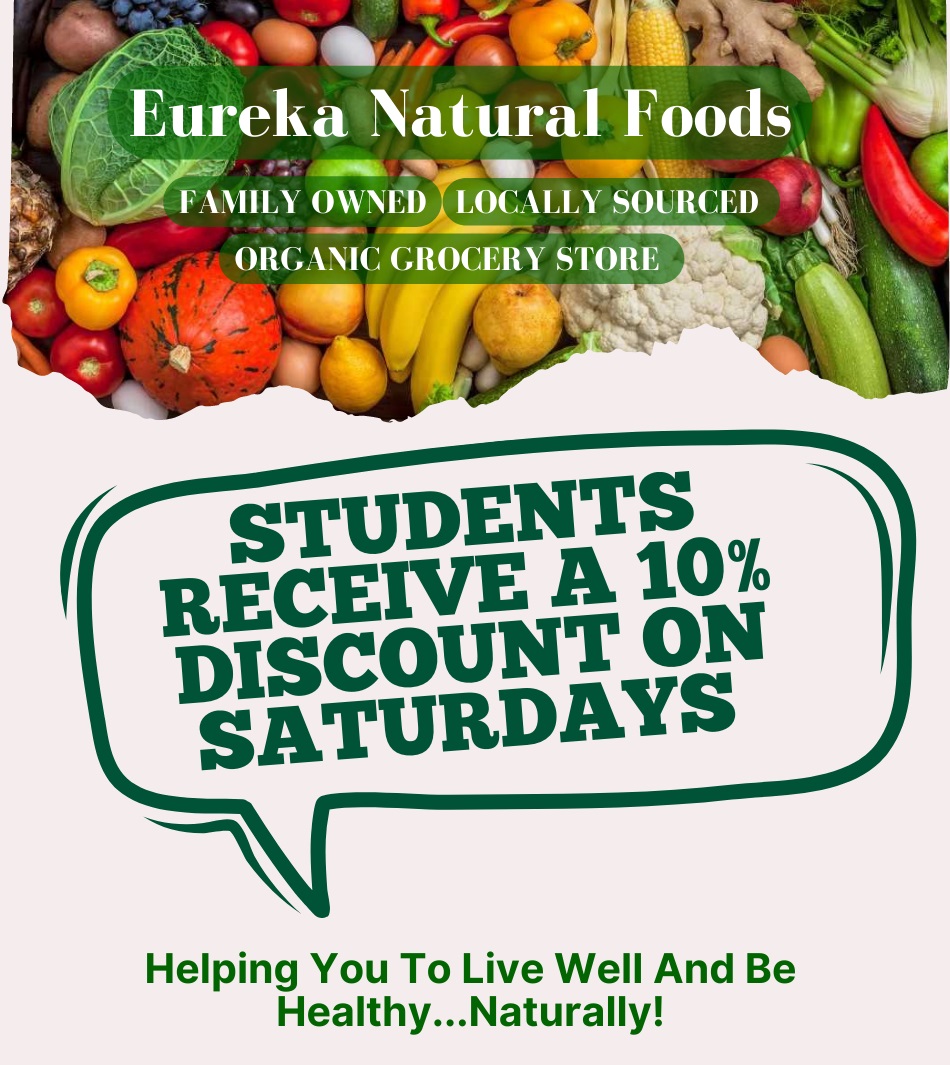 Eureka Natural Foods
FAMILY OWNED LOCALLY SOURCED
ORGANIC GROCERY STORE
STUDENTS
RECEIVE A 10%
DISCOUNT ON
SATURDAYS
Helping You To Live Well And Be
Healthy...Naturally!